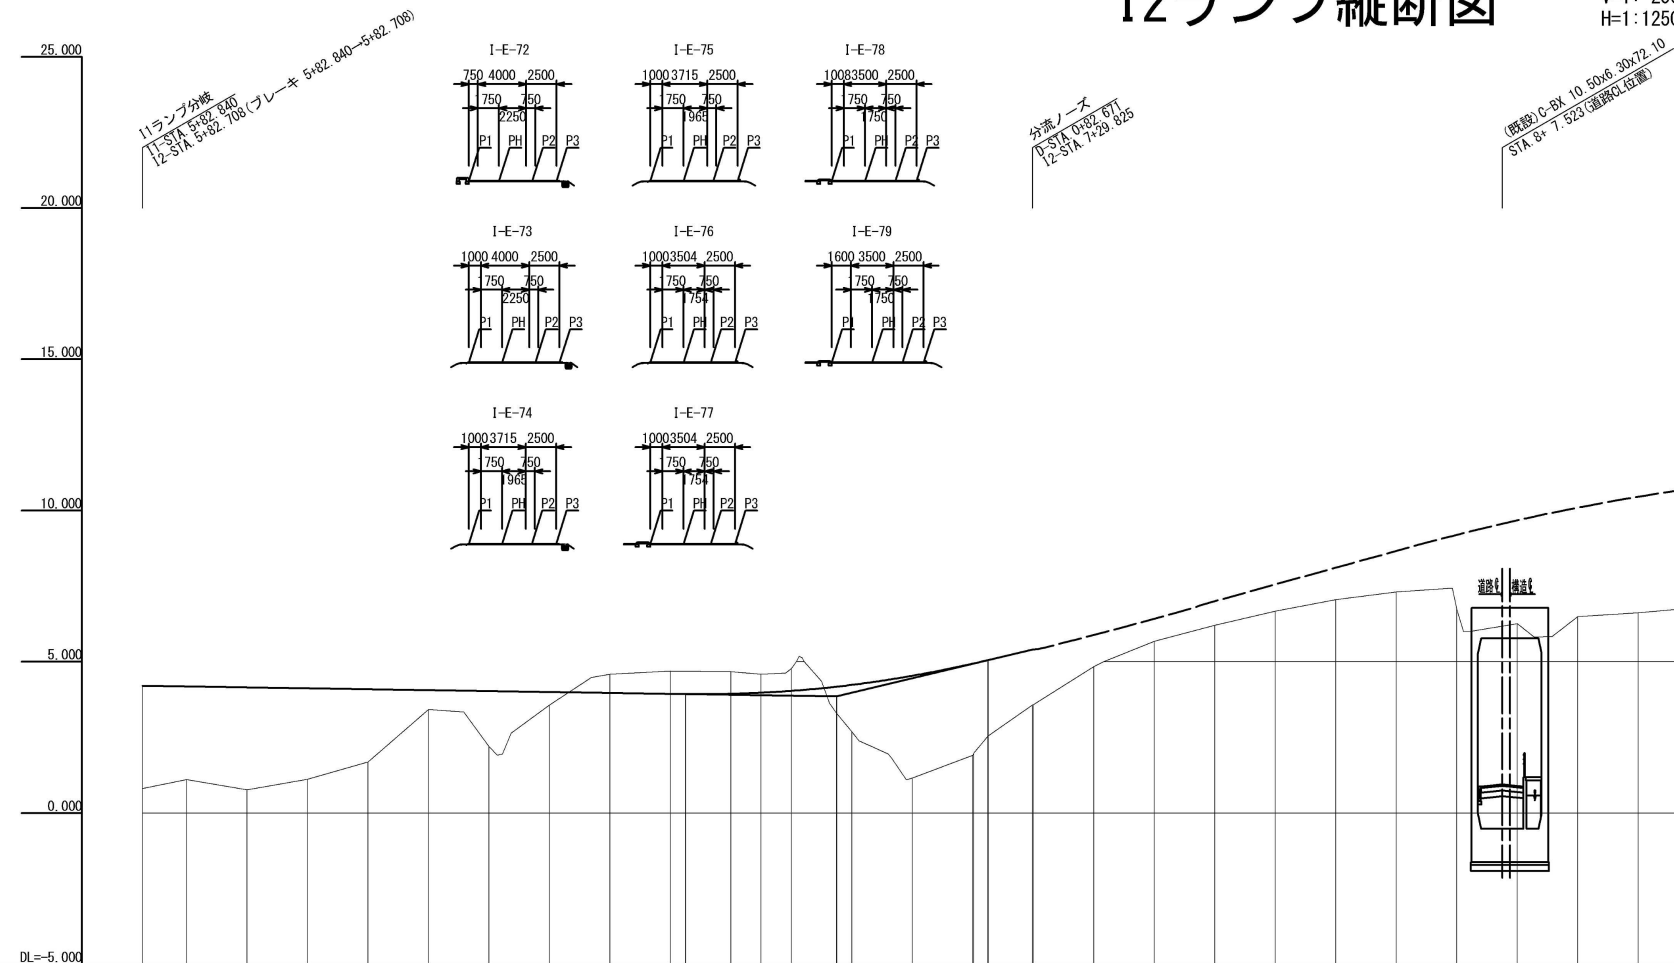 I2ランプ縦断図
H=1:1250
25.000
20.000
15.000
10.000
5.000
0.000
DL=-5.000
I1ランプ分岐
I1-STA.5+82.840
I2-STA.5+82.708(ブレーキ 5+82.840→5+82.708)
I-E-72
750 4000 2500
750 750
2250
P1 PH P2 P3
I-E-75
1000 3715 2500
1750 750
1965
P1 PH P2 P3
I-E-78
1008 3500 2500
1750 750
1750
P1 PH P2 P3
I-E-73
1000 4000 2500
750 750
2250
P1 PH P2 P3
I-E-76
1000 3504 2500
1750 750
1754
P1 PH P2 P3
I-E-79
1600 3500 2500
750 750
1750
P1 PH P2 P3
I-E-74
1000 3715 2500
750 750
1965
P1 PH P2 P3
I-E-77
1000 3504 2500
1750 750
1754
P1 PH P2 P3
分流ノーズ
D-STA.0+82.671
I2-STA.7+29.825
(既設)C-BX 10.50x6.30x72.10
STA.8+ 7.523(道路CL位置)
道路℄ 構造℄